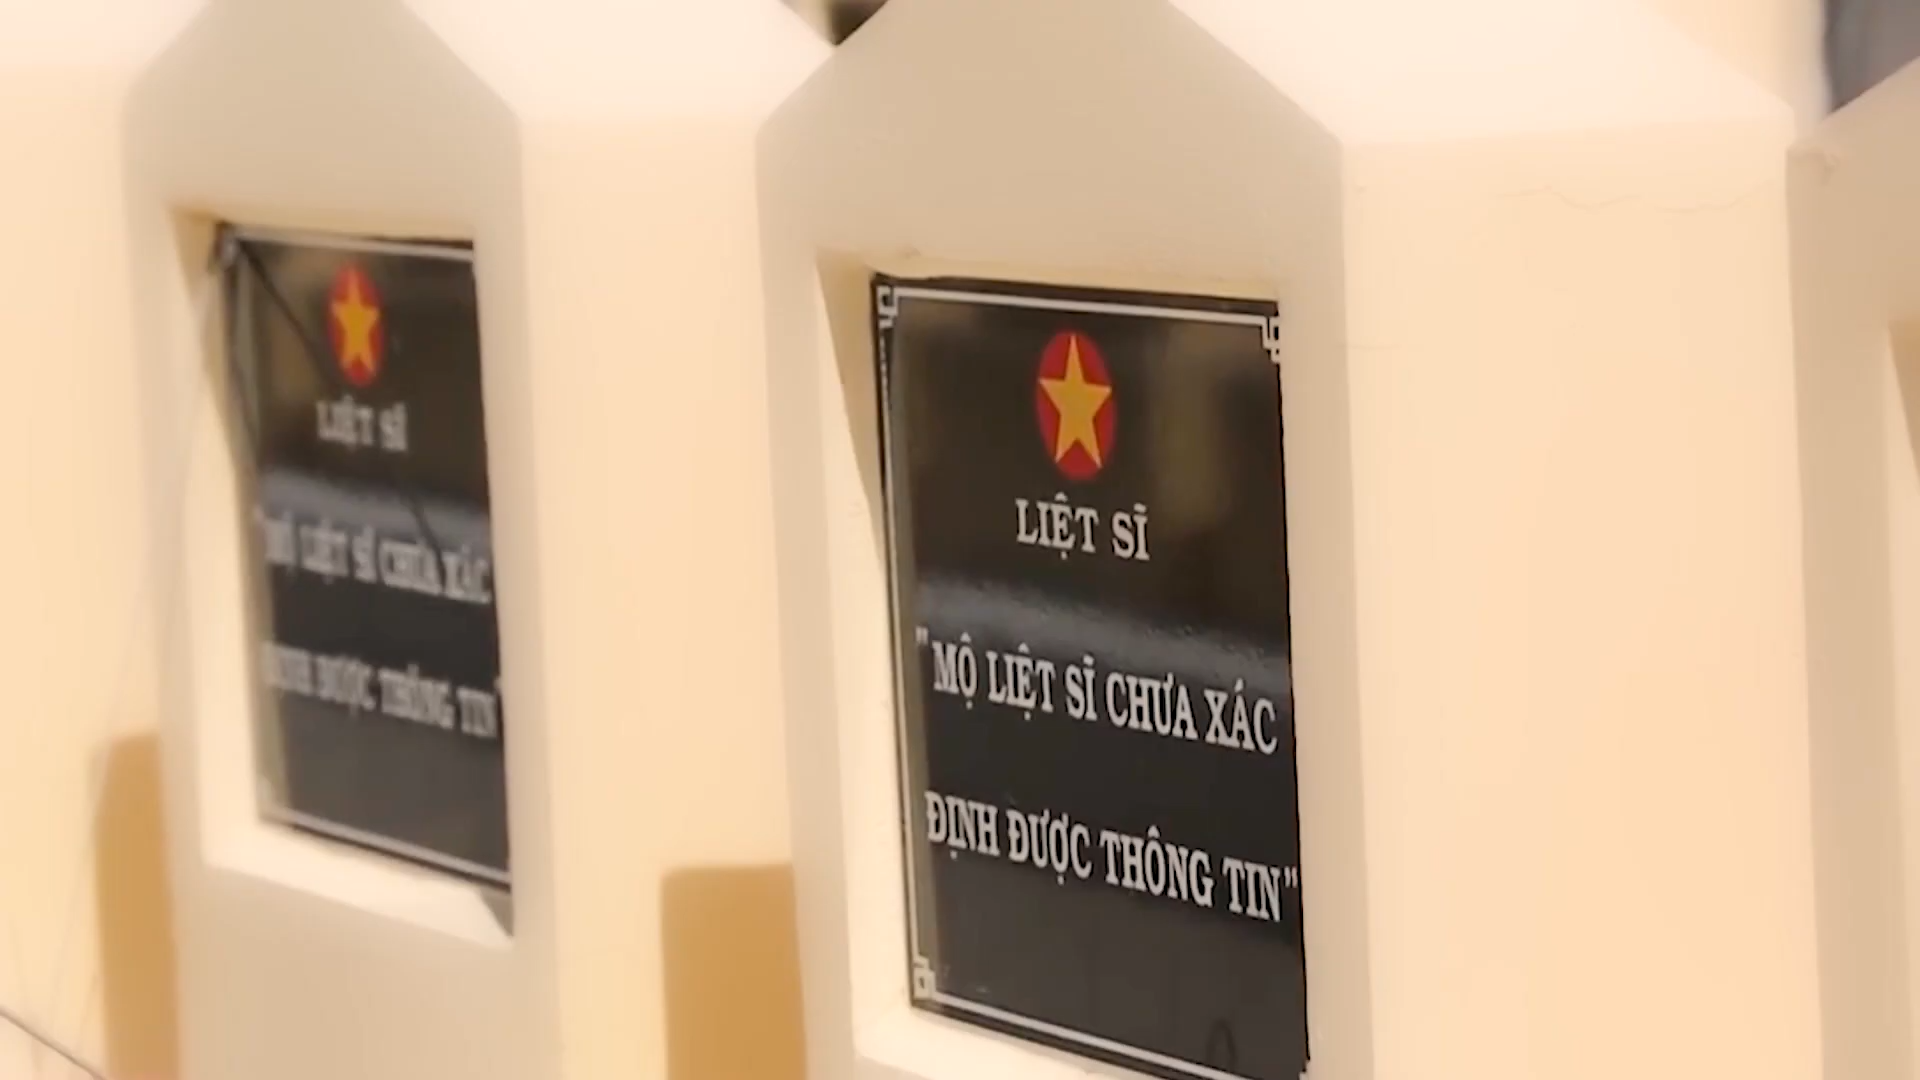 LIỆT SĨ
"MỘ LIỆT SĨ CHƯA XÁC
ĐỊNH ĐƯỢC THÔNG TIN"
LIỆT SĨ
"MỘ LIỆT SĨ CHƯA XÁC
ĐỊNH ĐƯỢC THÔNG TIN"